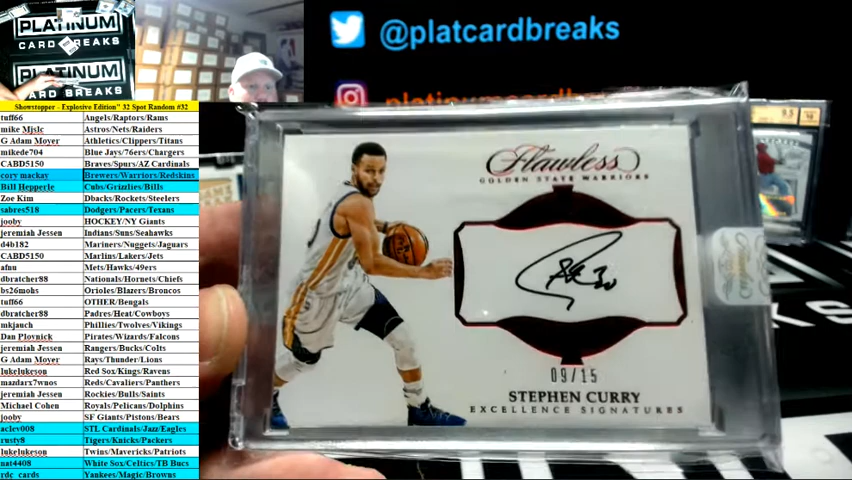 PLATINUM
CARD BREAKS
PLATINUM
CARD BREAKS
@platcardbreaks
platinumcardbreaks
Showstopper - Explosive Edition" 32 Spot Random #32
tuff66 Angels/Raptors/Rams
mike Mjslc Astros/Nets/Raiders
G Adam Moyer Athletics/Clippers/Titans
mikede704 Blue Jays/76ers/Chargers
CABD5150 Braves/Spurs/AZ Cardinals
cory mackay Brewers/Warriors/Redskins
Bill Hepperle Cubs/Grizzlies/Bills
Zoe Kim Dbacks/Rockets/Steelers
sabres518 Dodgers/Pacers/Texans
jooby HOCKEY/NY Giants
jeremiah Jessen Indians/Suns/Seahawks
d4b182 Mariners/Nuggets/Jaguars
CABD5150 Marlins/Lakers/Jets
afnu Mets/Hawks/49ers
dbratcher88 Nationals/Hornets/Chiefs
bs26mohs Orioles/Blazers/Broncos
tuff66 OTHER/Bengals
dbratcher88 Padres/Heat/Cowboys
mkjauch Phillies/Twolves/Vikings
Dan Plovnick Pirates/Wizards/Falcons
jeremiah Jessen Rangers/Bucks/Colts
G Adam Moyer Rays/Thunder/Lions
lukelukeson Red Sox/Kings/Ravens
mazdarx7wnos Reds/Cavaliers/Panthers
jeremiah Jessen Rockies/Bulls/Saints
Michael Cohen Royals/Pelicans/Dolphins
jooby SF Giants/Pistons/Bears
aclev008 STL Cardinals/Jazz/Eagles
rusty8 Tigers/Knicks/Packers
lukelukeson Twins/Mavericks/Patriots
nat4408 White Sox/Celtics/TB Bucs
rdc_cards Yankees/Magic/Browns
Flawless
GOLDEN STATE WARRIORS
30
09/15
STEPHEN CURRY
EXCELLENCE SIGNATURES
9.5